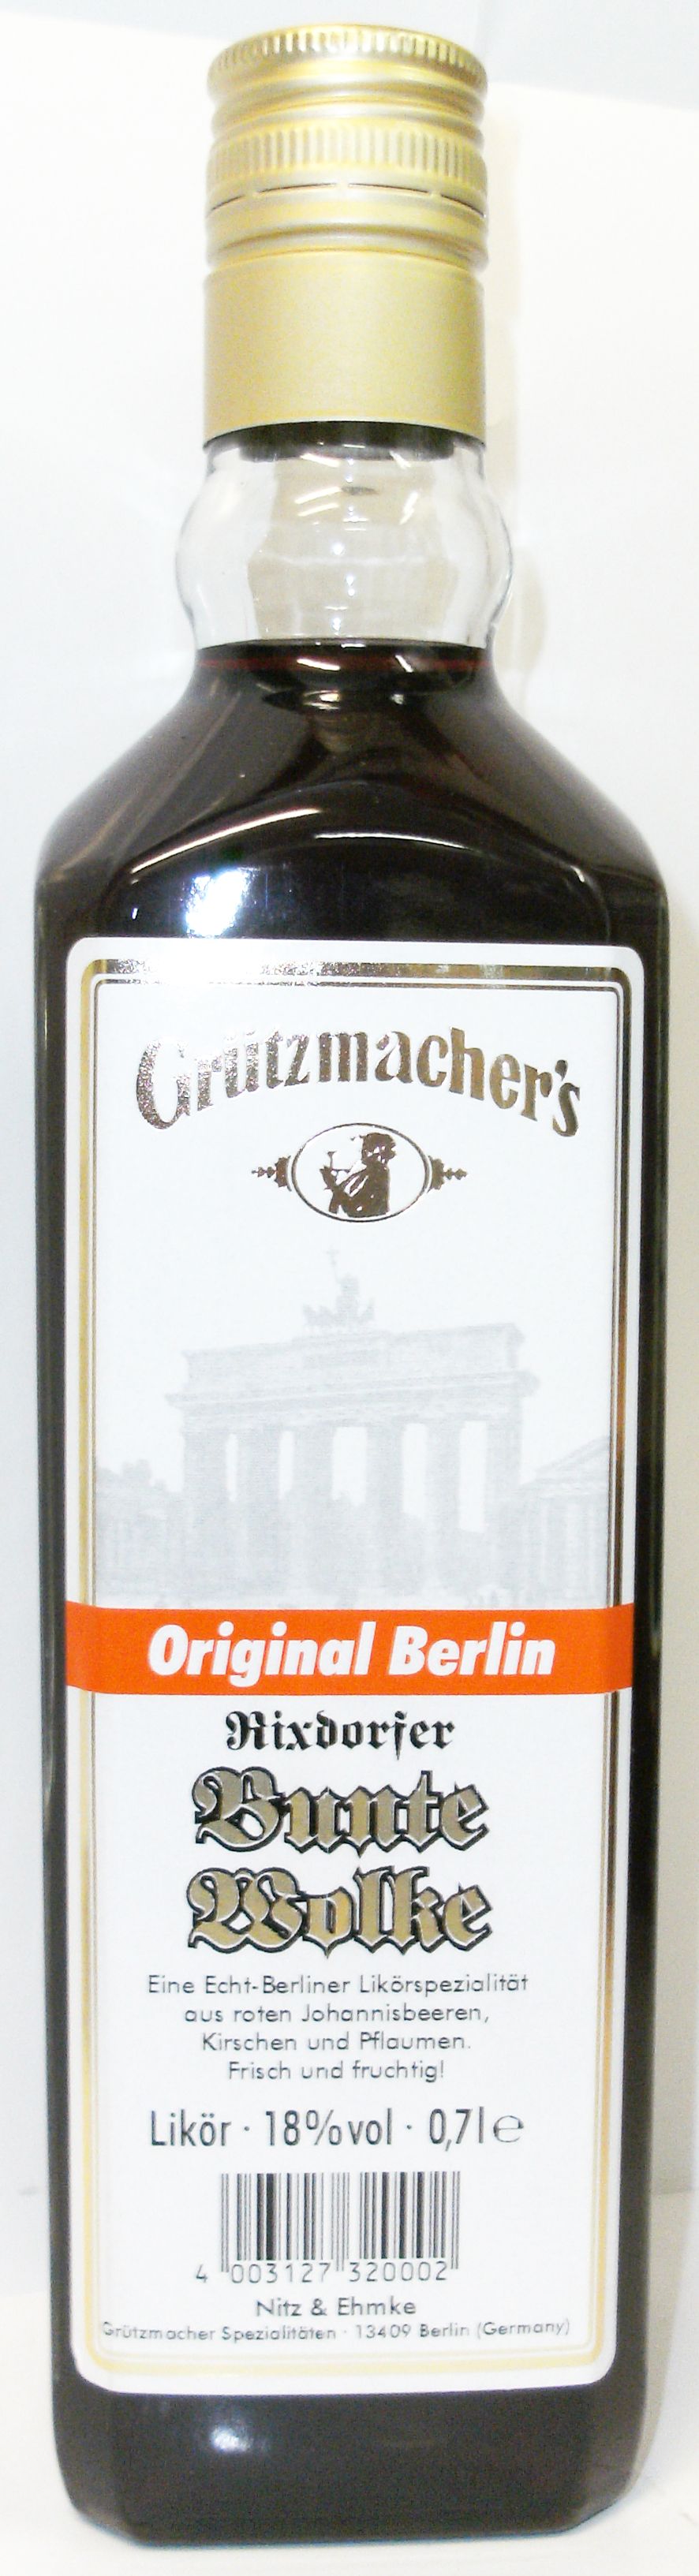 Grützmacher's
Original Berlin
Rixdorfer
Bunte
Wolke
Eine Echt-Berliner Likörspezialität
aus roten Johannisbeeren,
Kirschen und Pflaumen.
Frisch und fruchtig!
Likör · 18%vol · 0,7l℮
4 003127 320002
Nitz & Ehmke
Grützmacher Spezialitäten · 13409 Berlin (Germany)